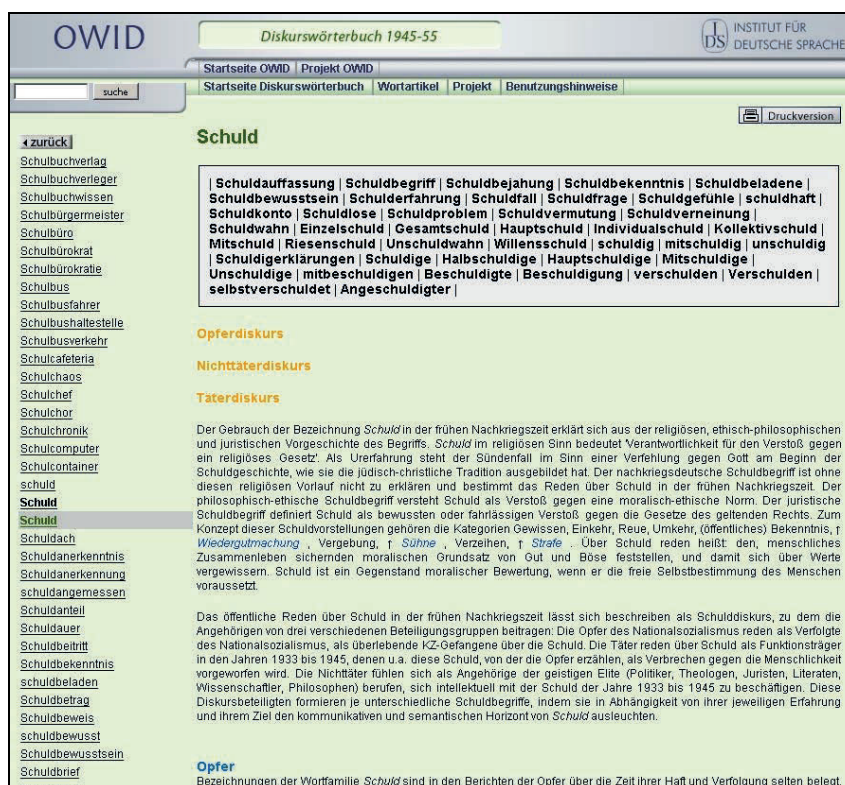 OWID
Diskurswörterbuch 1945-55
IDS
INSTITUT FÜR
DEUTSCHE SPRACHE
Startseite OWID | Projekt OWID
suche
Startseite Diskurswörterbuch | Wortartikel | Projekt | Benutzungshinweise
Druckversion
zurück
Schulbuchverlag
Schulbuchverleger
Schulbuchwissen
Schulbürgermeister
Schulbüro
Schulbürokrat
Schulbürokratie
Schulbus
Schulbusfahrer
Schulbushaltestelle
Schulbusverkehr
Schulcafeteria
Schulchaos
Schulchef
Schulchor
Schulchronik
Schulcomputer
Schulcontainer
schuld
Schuld
Schuld
Schuldach
Schuldanerkenntnis
Schuldanerkennung
schuldangemessen
Schuldanteil
Schuldauer
Schuldbeitritt
Schuldbekenntnis
schuldbeladen
Schuldbetrag
Schuldbeweis
schuldbewusst
Schuldbewusstsein
Schuldbrief
Schuld
| Schuldauffassung | Schuldbegriff | Schuldbejahung | Schuldbekenntnis | Schuldbeladene |
Schuldbewusstsein | Schulderfahrung | Schuldfall | Schuldfrage | Schuldgefühle | schuldhaft |
Schuldkonto | Schuldlose | Schuldproblem | Schuldvermutung | Schuldverneinung |
Schuldwahn | Einzelschuld | Gesamtschuld | Hauptschuld | Individualschuld | Kollektivschuld |
Mitschuld | Riesenschuld | Unschuldwahn | Willensschuld | schuldig | mitschuldig | unschuldig
| Schuldigerklärungen | Schuldige | Halbschuldige | Hauptschuldige | Mitschuldige |
Unschuldige | mitbeschuldigen | Beschuldigte | Beschuldigung | verschulden | Verschulden |
selbstverschuldet | Angeschuldigter |
Opferdiskurs
Nichttäterdiskurs
Täterdiskurs
Der Gebrauch der Bezeichnung Schuld in der frühen Nachkriegszeit erklärt sich aus der religiösen, ethisch-philosophischen
und juristischen Vorgeschichte des Begriffs. Schuld im religiösen Sinn bedeutet 'Verantwortlichkeit für den Verstoß gegen
ein religiöses Gesetz'. Als Urerfahrung steht der Sündenfall im Sinn einer Verfehlung gegen Gott am Beginn der
Schuldgeschichte, wie sie die jüdisch-christliche Tradition ausgebildet hat. Der nachkriegsdeutsche Schuldbegriff ist ohne
diesen religiösen Vorlauf nicht zu erklären und bestimmt das Reden über Schuld in der frühen Nachkriegszeit. Der
philosophisch-ethische Schuldbegriff versteht Schuld als Verstoß gegen eine moralisch-ethische Norm. Der juristische
Schuldbegriff definiert Schuld als bewussten oder fahrlässigen Verstoß gegen die Gesetze des geltenden Rechts. Zum
Konzept dieser Schuldvorstellungen gehören die Kategorien Gewissen, Einkehr, Reue, Umkehr, (öffentliches) Bekenntnis, ↑
Wiedergutmachung , Vergebung, ↑ Sühne , Verzeihen, ↑ Strafe . Über Schuld reden heißt: den, menschliches
Zusammenleben sichernden moralischen Grundsatz von Gut und Böse feststellen, und damit sich über Werte
vergewissern. Schuld ist ein Gegenstand moralischer Bewertung, wenn er die freie Selbstbestimmung des Menschen
voraussetzt.
Das öffentliche Reden über Schuld in der frühen Nachkriegszeit lässt sich beschreiben als Schulddiskurs, zu dem die
Angehörigen von drei verschiedenen Beteiligungsgruppen beitragen: Die Opfer des Nationalsozialismus reden als Verfolgte
des Nationalsozialismus, als überlebende KZ-Gefangene über die Schuld. Die Täter reden über Schuld als Funktionsträger
in den Jahren 1933 bis 1945, denen u.a. diese Schuld, von der die Opfer erzählen, als Verbrechen gegen die Menschlichkeit
vorgeworfen wird. Die Nichttäter fühlen sich als Angehörige der geistigen Elite (Politiker, Theologen, Juristen, Literaten,
Wissenschaftler, Philosophen) berufen, sich intellektuell mit der Schuld der Jahre 1933 bis 1945 zu beschäftigen. Diese
Diskursbeteiligten formieren je unterschiedliche Schuldbegriffe, indem sie in Abhängigkeit von ihrer jeweiligen Erfahrung
und ihrem Ziel den kommunikativen und semantischen Horizont von Schuld ausleuchten.
Opfer
Bezeichnungen der Wortfamilie Schuld sind in den Berichten der Opfer über die Zeit ihrer Haft und Verfolgung selten belegt.